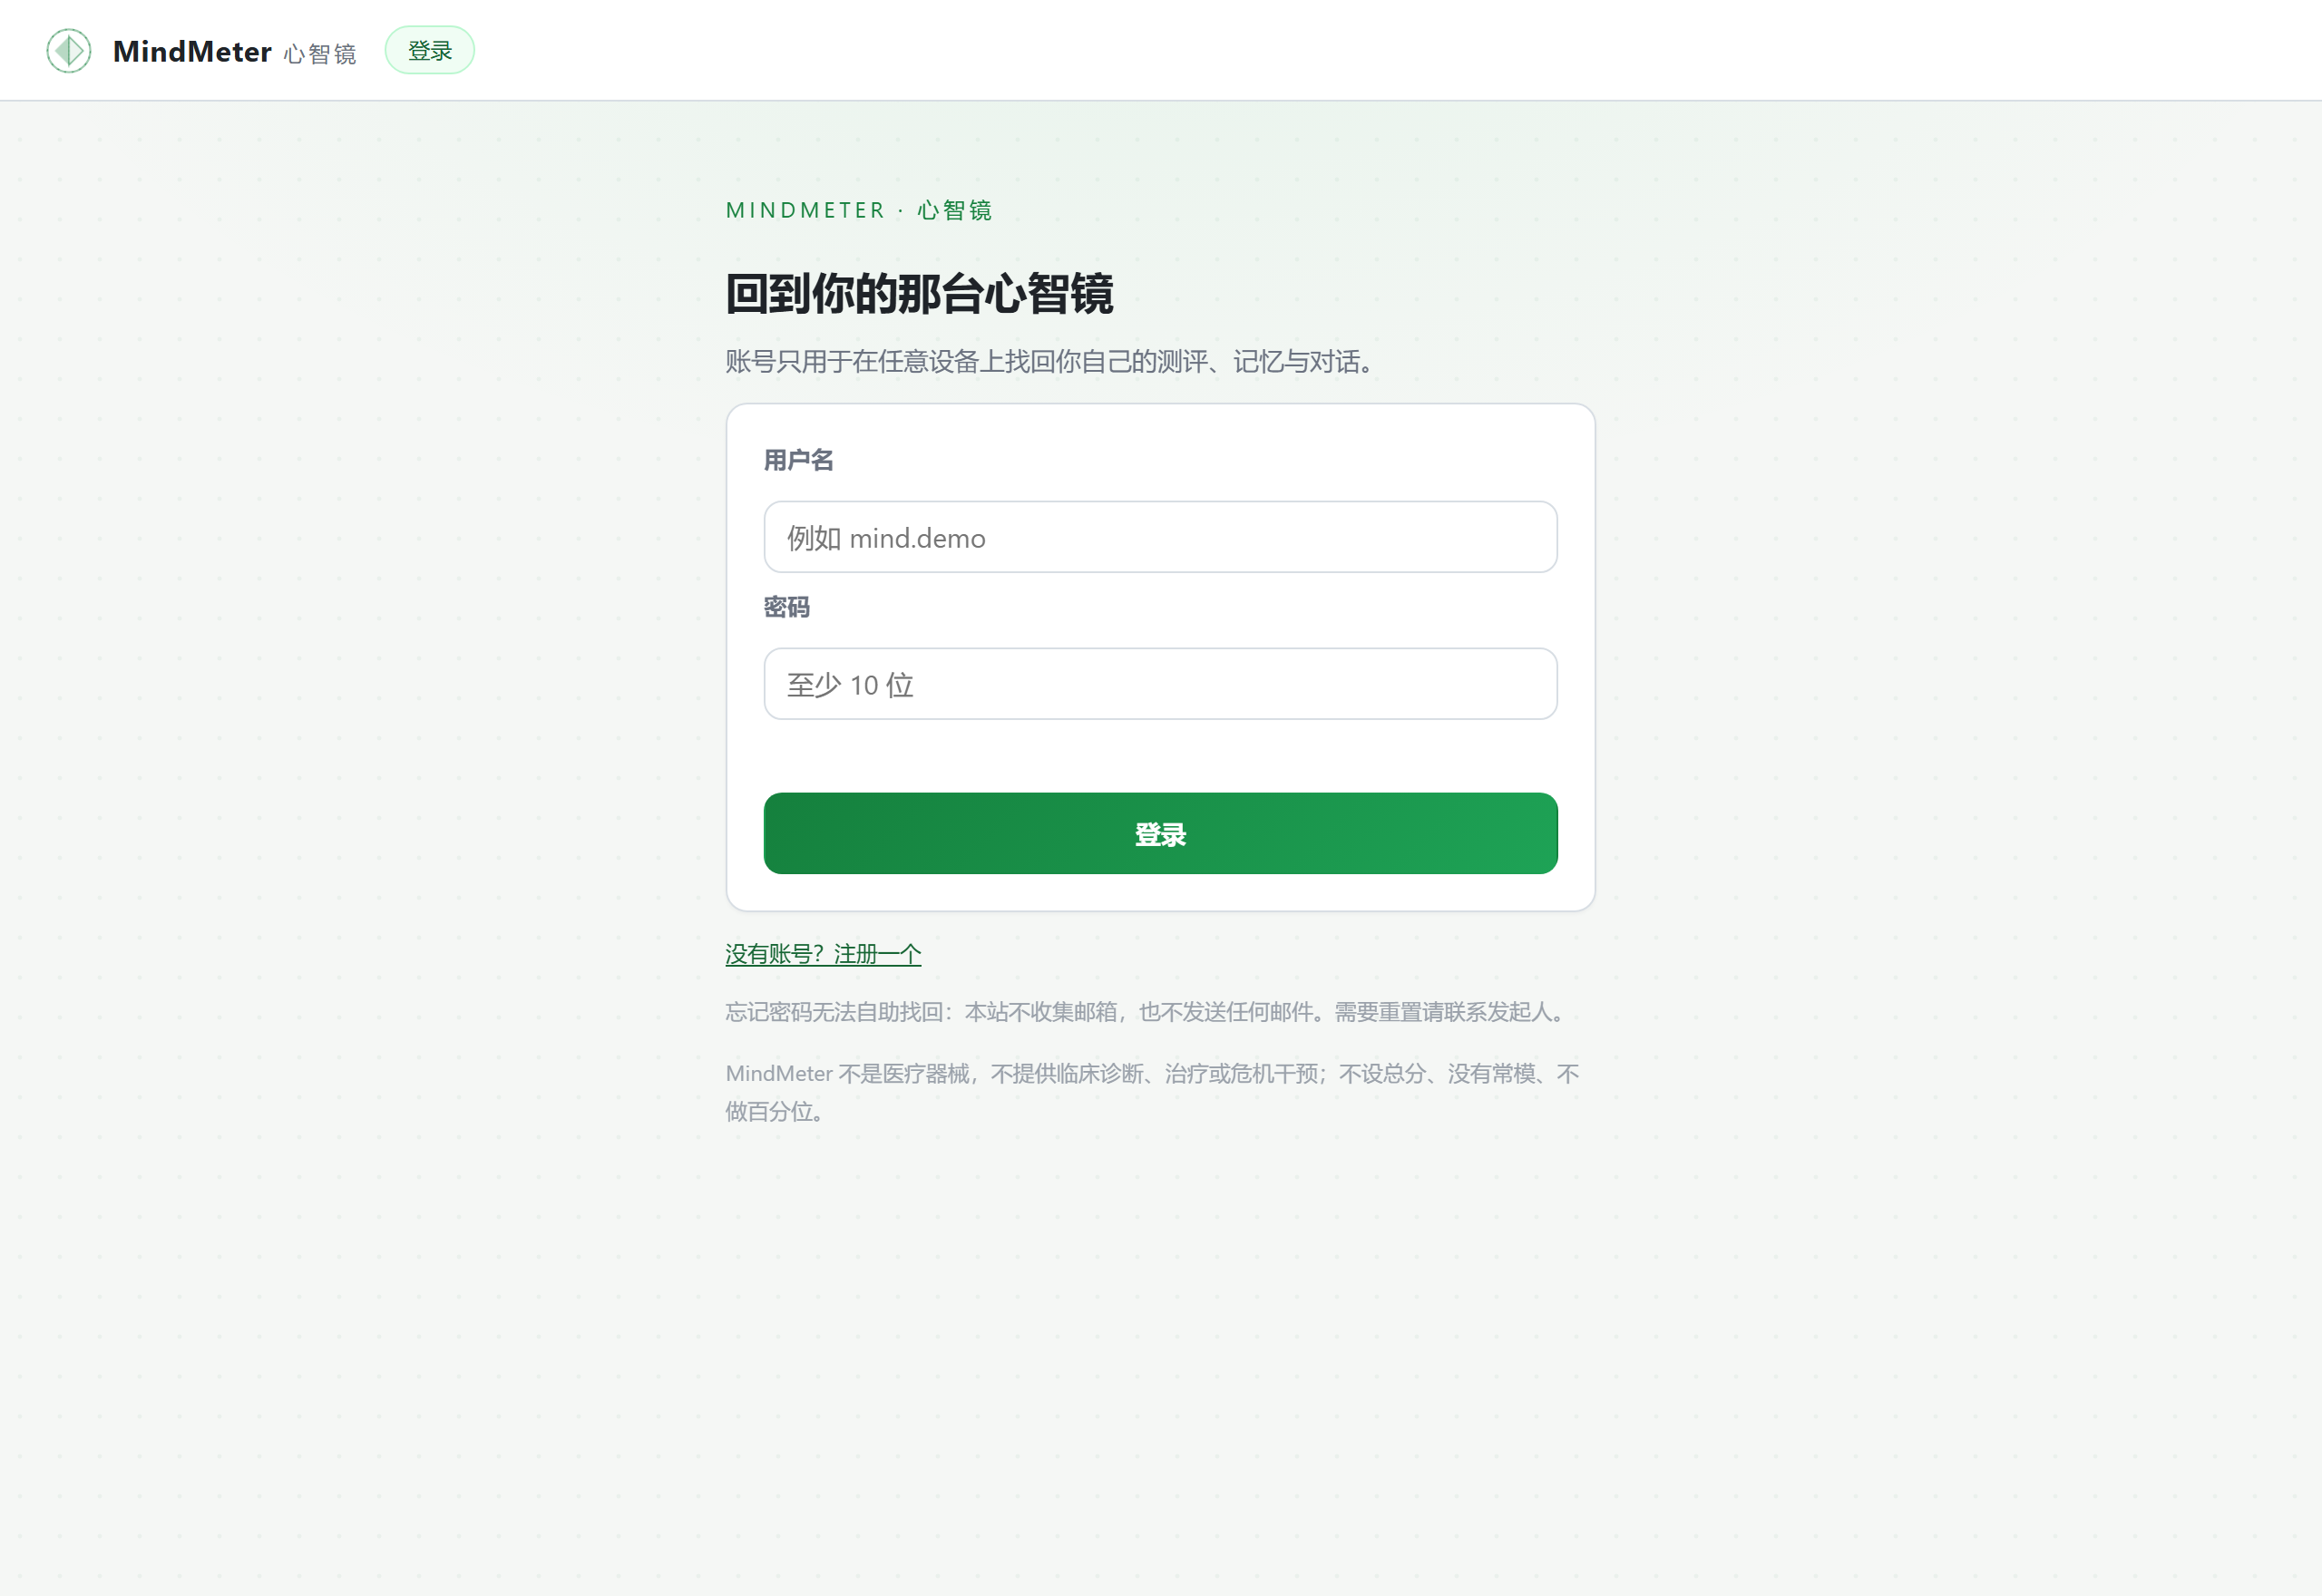 MindMeter 心智镜 登录
MINDMETER · 心智镜
回到你的那台心智镜
账号只用于在任意设备上找回你自己的测评、记忆与对话。
用户名
例如 mind.demo
密码
至少 10 位
登录
没有账号？注册一个
忘记密码无法自助找回：本站不收集邮箱，也不发送任何邮件。需要重置请联系发起人。
MindMeter 不是医疗器械，不提供临床诊断、治疗或危机干预；不设总分、没有常模、不
做百分位。